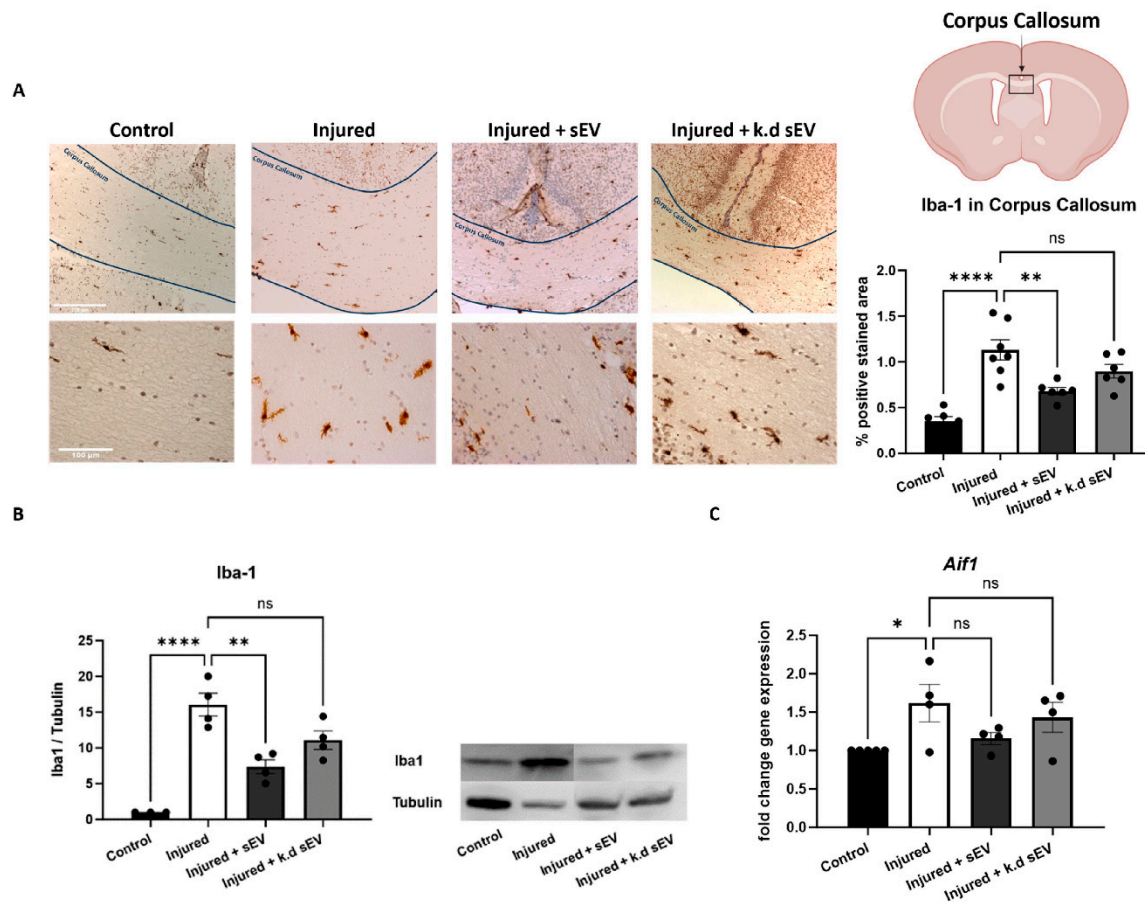 Corpus Callosum
A
Control
Injured
Injured + sEV
Injured + k.d sEV
Corpus Callosum
Corpus Callosum
Corpus Callosum
Corpus Callosum
100 µm
Iba-1 in Corpus Callosum
ns
**** **
% positive stained area
2.0
1.5
1.0
0.5
0.0
Control
Injured
Injured + sEV
Injured + k.d sEV
B
Iba-1
ns
**** **
Iba1 / Tubulin
25
20
15
10
5
0
Control
Injured
Injured + sEV
Injured + k.d sEV
Iba1
Tubulin
Control
Injured
Injured + sEV
Injured + k.d sEV
C
Aif1
ns
* ns
fold change gene expression
2.5
2.0
1.5
1.0
0.5
0.0
Control
Injured
Injured + sEV
Injured + k.d sEV